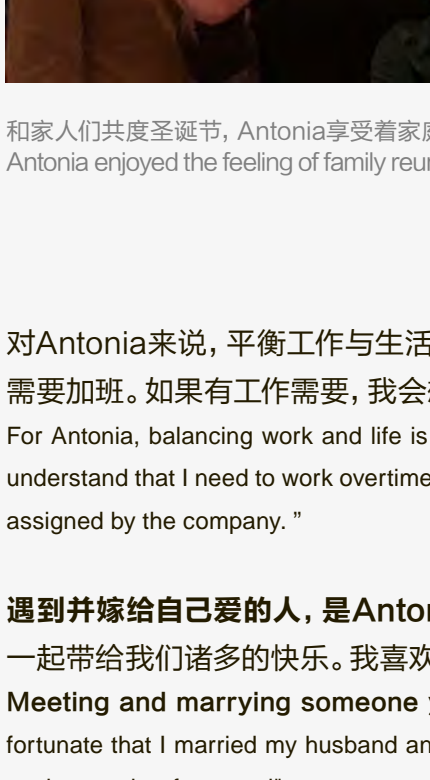 和家人们共度圣诞节，Antonia享受着家
Antonia enjoyed the feeling of family
对Antonia来说，平衡工作与生活
需要加班。如果有工作需要，我会
For Antonia, balancing work and life is
understand that I need to work overtime
assigned by the company. ”
遇到并嫁给自己爱的人，是Anto
一起带给我们诸多的快乐。我喜欢
Meeting and marrying someone
fortunate that I married my husband an